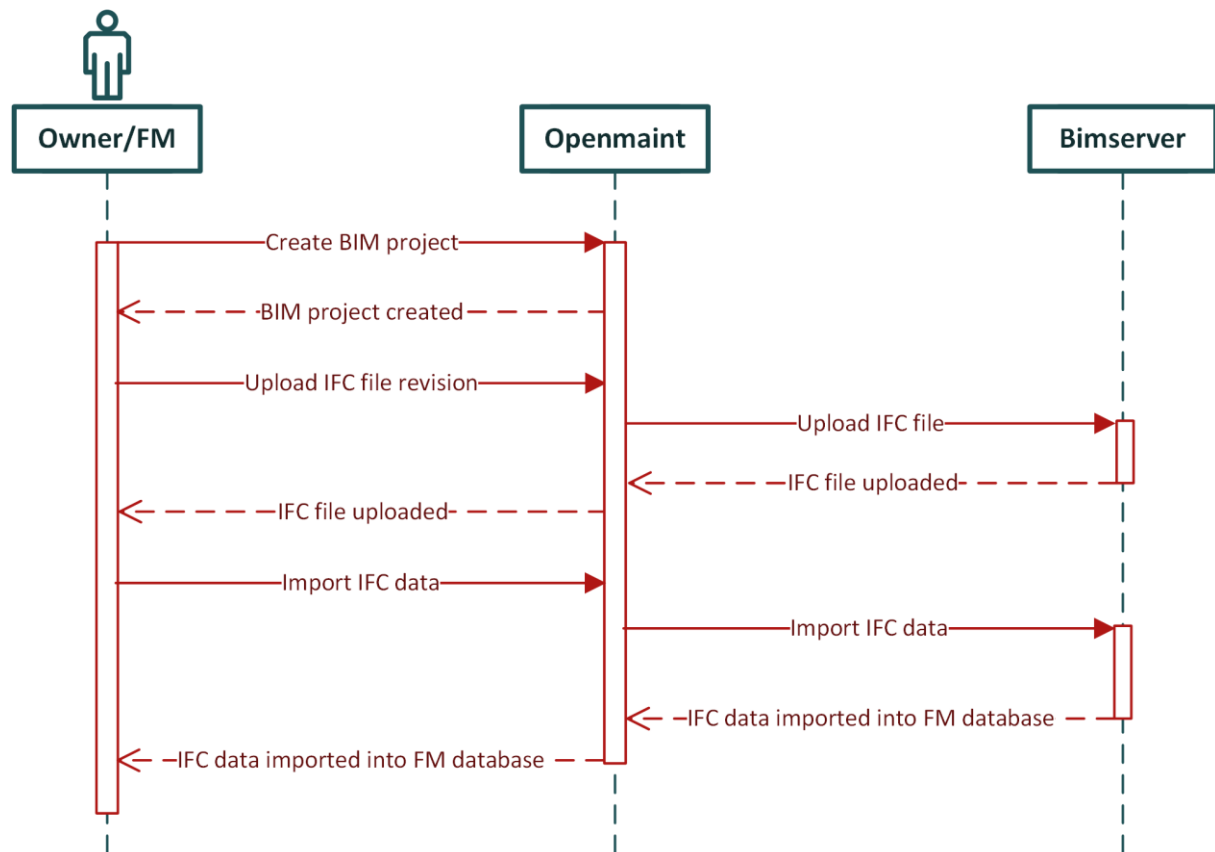 Owner/FM
Openmaint
Bimserver
Create BIM project
BIM project created
Upload IFC file revision
Upload IFC file
IFC file uploaded
IFC file uploaded
Import IFC data
Import IFC data
IFC data imported into FM database
IFC data imported into FM database